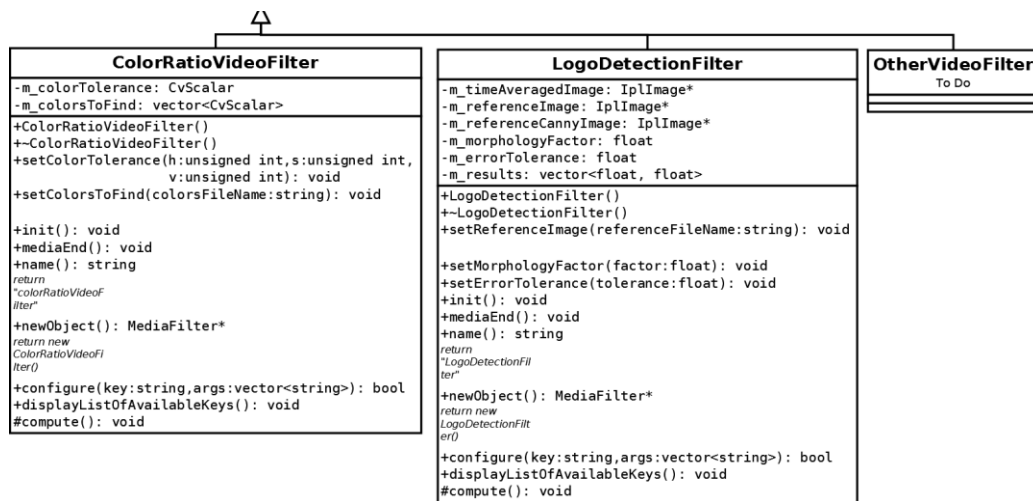 ColorRatioVideoFilter
-m_colorTolerance: CvScalar
-m_colorsToFind: vector<CvScalar>
+ColorRatioVideoFilter()
+~ColorRatioVideoFilter()
+setColorTolerance(h:unsigned int,s:unsigned int,
v:unsigned int): void
+setColorsToFind(colorsFileName:string): void
+init(): void
+mediaEnd(): void
+name(): string
return
"colorRatioVideoF
ilter"
+newObject(): MediaFilter*
return new
ColorRatioVideoFi
lter()
+configure(key:string,args:vector<string>): bool
+displayListOfAvailableKeys(): void
#compute(): void
LogoDetectionFilter
-m_timeAveragedImage: IplImage*
-m_referenceImage: IplImage*
-m_referenceCannyImage: IplImage*
-m_morphologyFactor: float
-m_errorTolerance: float
-m_results: vector<float, float>
+LogoDetectionFilter()
+~LogoDetectionFilter()
+setReferenceImage(referenceFileName:string): void
+setMorphologyFactor(factor:float): void
+setErrorTolerance(tolerance:float): void
+init(): void
+mediaEnd(): void
+name(): string
return
"LogoDetectionFil
ter"
+newObject(): MediaFilter*
return new
LogoDetectionFilt
er()
+configure(key:string,args:vector<string>): bool
+displayListOfAvailableKeys(): void
#compute(): void
OtherVideoFilter
To Do